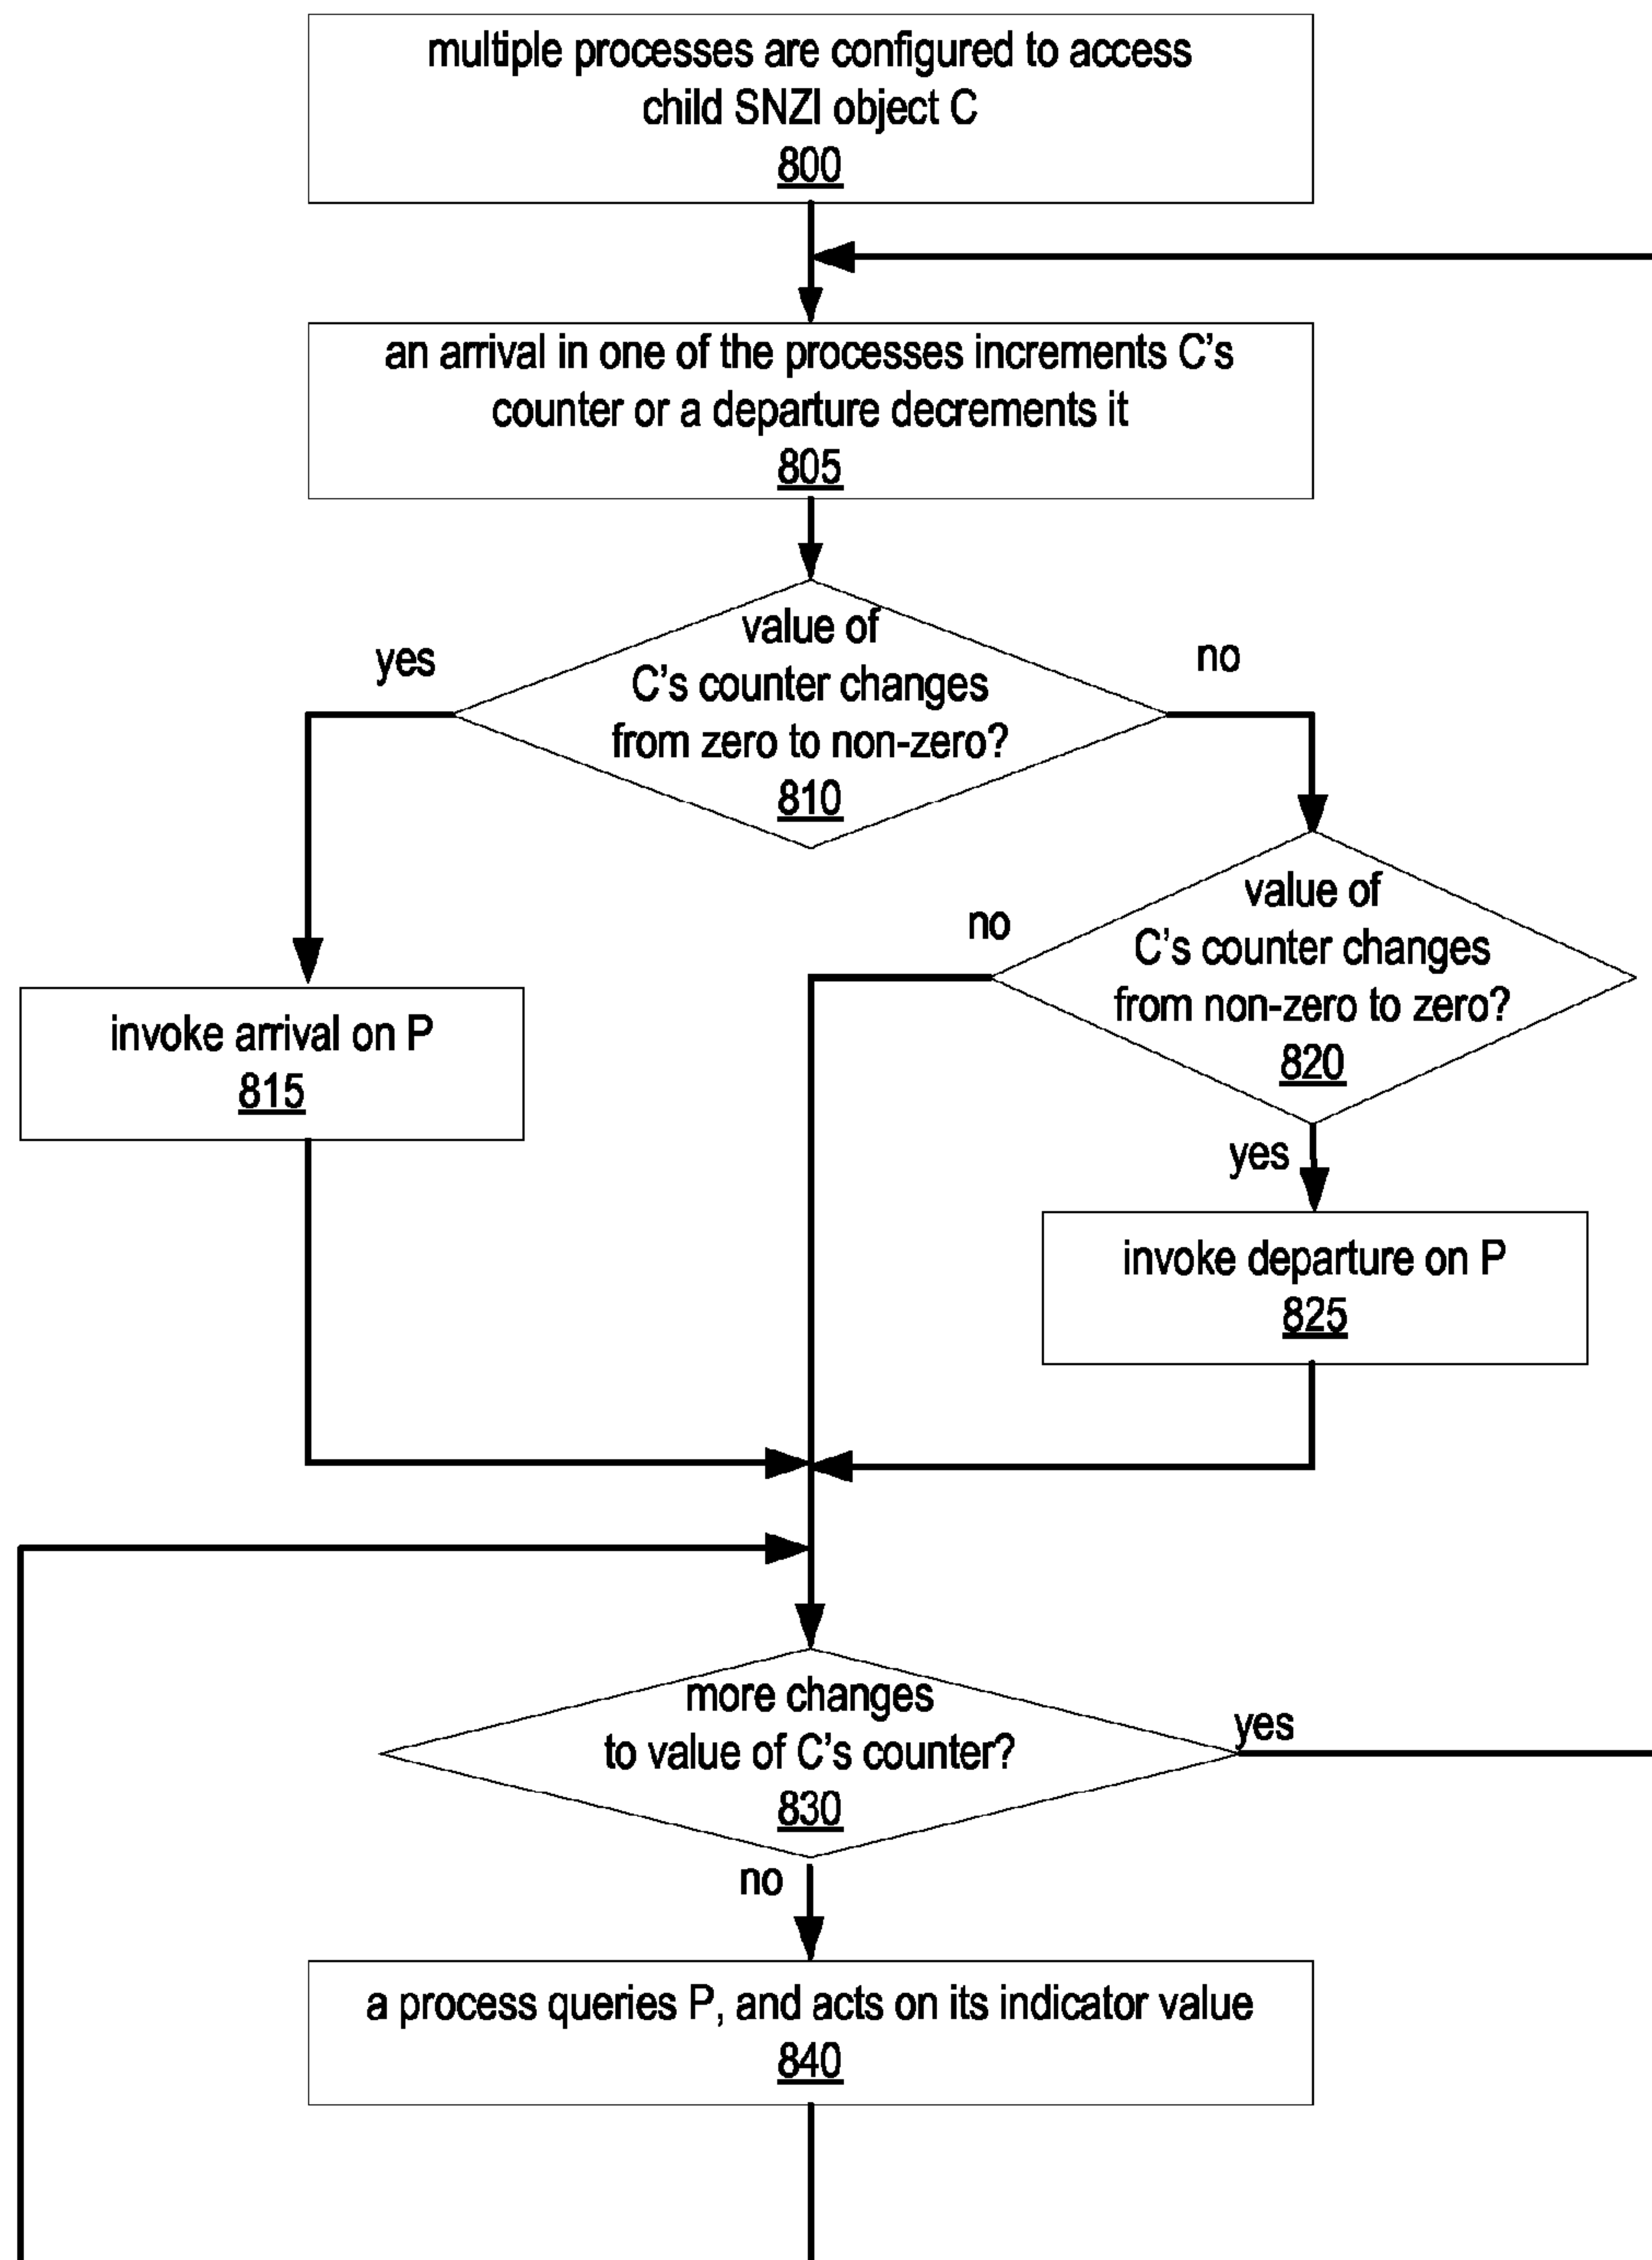 multiple processes are configured to access
child SNZI object C
800
an arrival in one of the processes increments C's
counter or a departure decrements it
805
value of
C's counter changes
from zero to non-zero?
810
yes
no
value of
C's counter changes
from non-zero to zero?
820
no
invoke arrival on P
815
yes
invoke departure on P
825
more changes
to value of C's counter?
830
yes
no
a process queries P, and acts on its indicator value
840